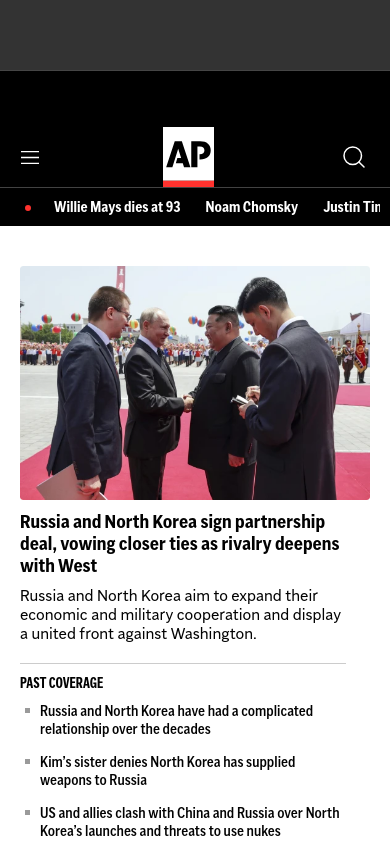 AP
Willie Mays dies at 93 Noam Chomsky Justin Tim
Russia and North Korea sign partnership
deal, vowing closer ties as rivalry deepens
with West
Russia and North Korea aim to expand their
economic and military cooperation and display
a united front against Washington.
PAST COVERAGE
Russia and North Korea have had a complicated
relationship over the decades
Kim’s sister denies North Korea has supplied
weapons to Russia
US and allies clash with China and Russia over North
Korea’s launches and threats to use nukes